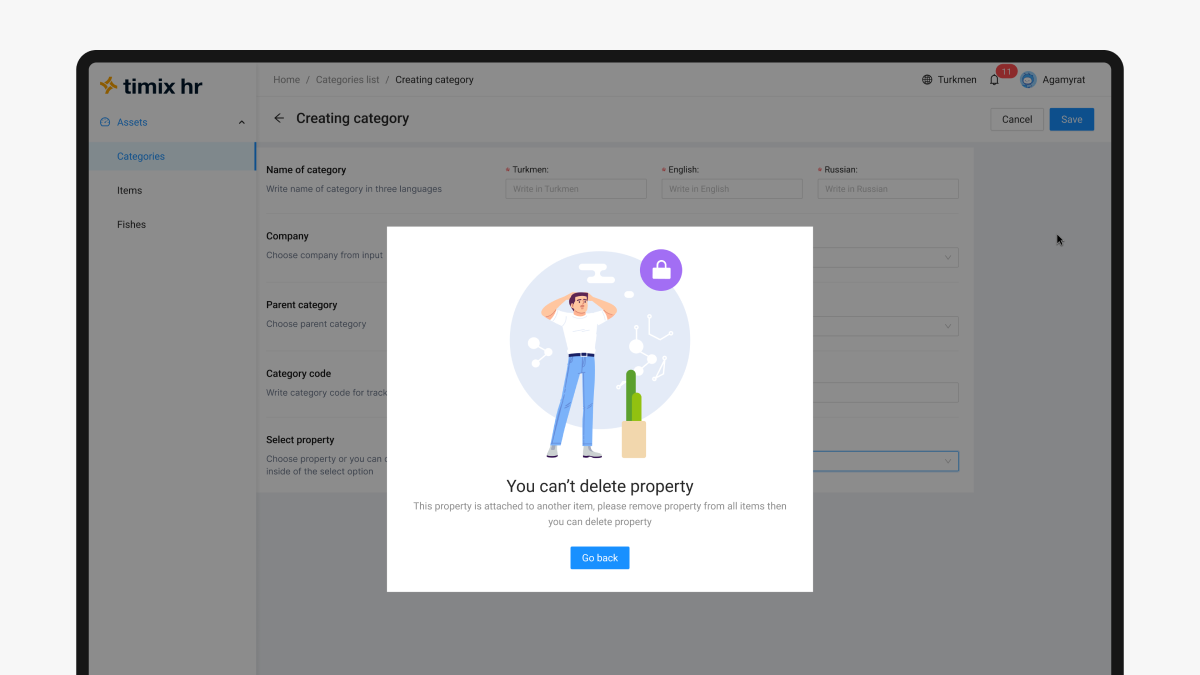 timix hr
Home / Categories list / Creating category
Turkmen
11
Agamyrat
Assets
Categories
Items
Fishes
Creating category
Cancel
Save
Name of category
Write name of category in three languages
* Turkmen:
Write in Turkmen
* English:
Write in English
* Russian:
Write in Russian
Company
Choose company from input
Parent category
Choose parent category
Category code
Write category code for track
Select property
Choose property or you can
inside of the select option
You can’t delete property
This property is attached to another item, please remove property from all items then
you can delete property
Go back